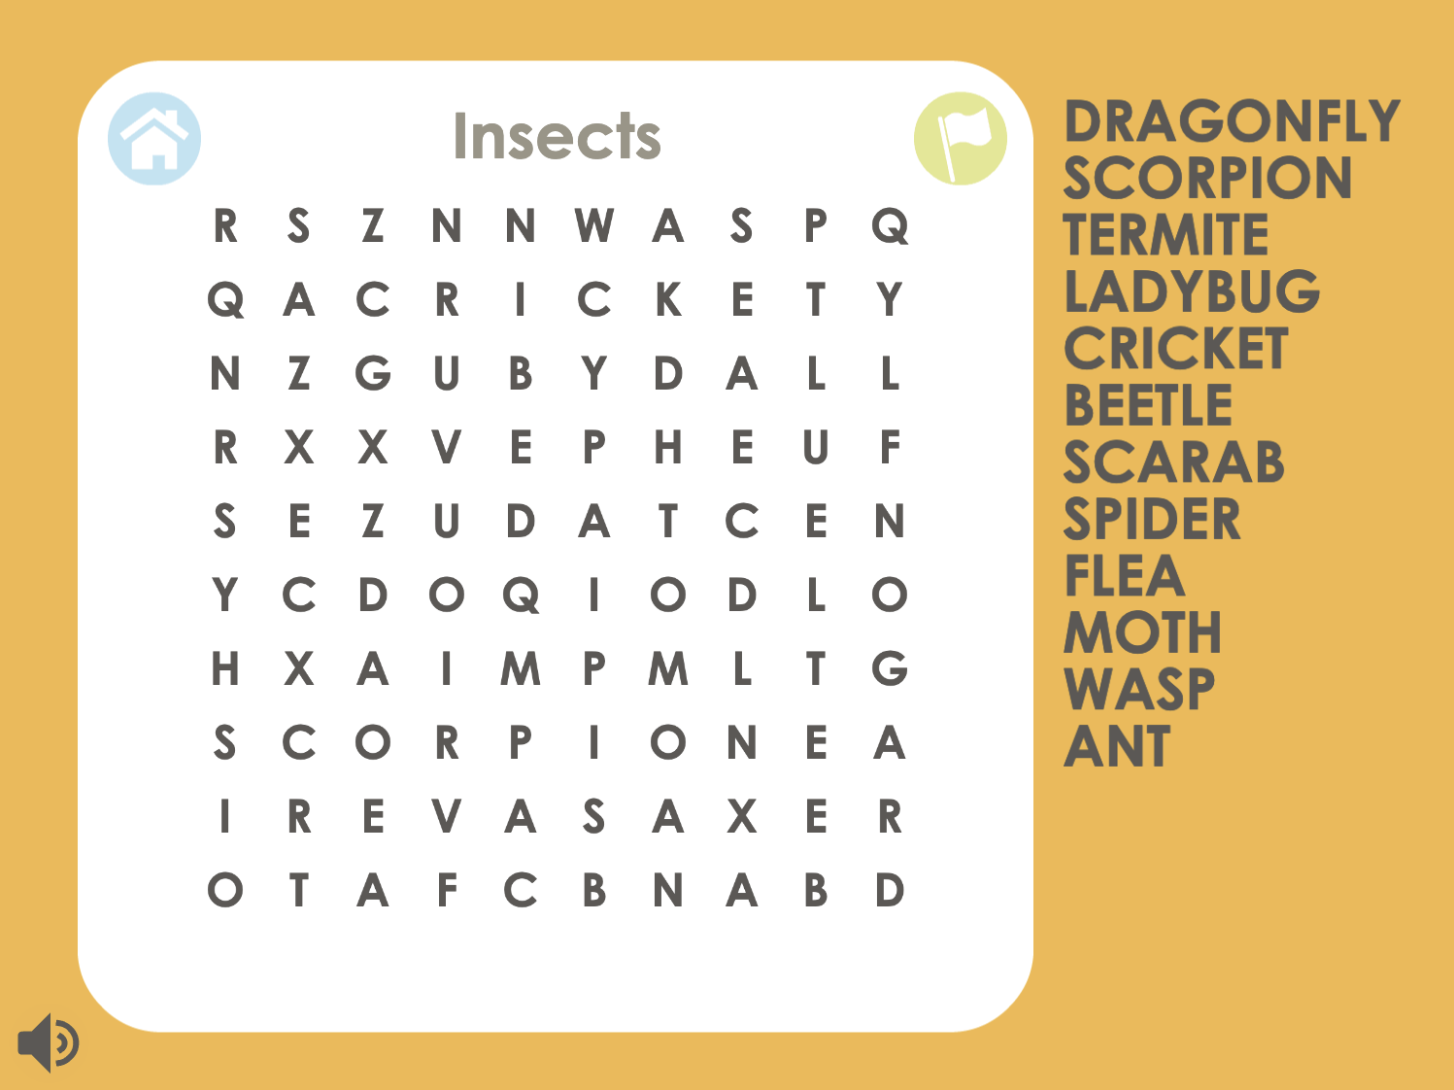 Insects
R S Z N N W A S P Q
Q A C R I C K E T Y
N Z G U B Y D A L L
R X X V E P H E U F
S E Z U D A T C E N
Y C D O Q I O D L O
H X A I M P M L T G
S C O R P I O N E A
I R E V A S A X E R
O T A F C B N A B D
DRAGONFLY
SCORPION
TERMITE
LADYBUG
CRICKET
BEETLE
SCARAB
SPIDER
FLEA
MOTH
WASP
ANT